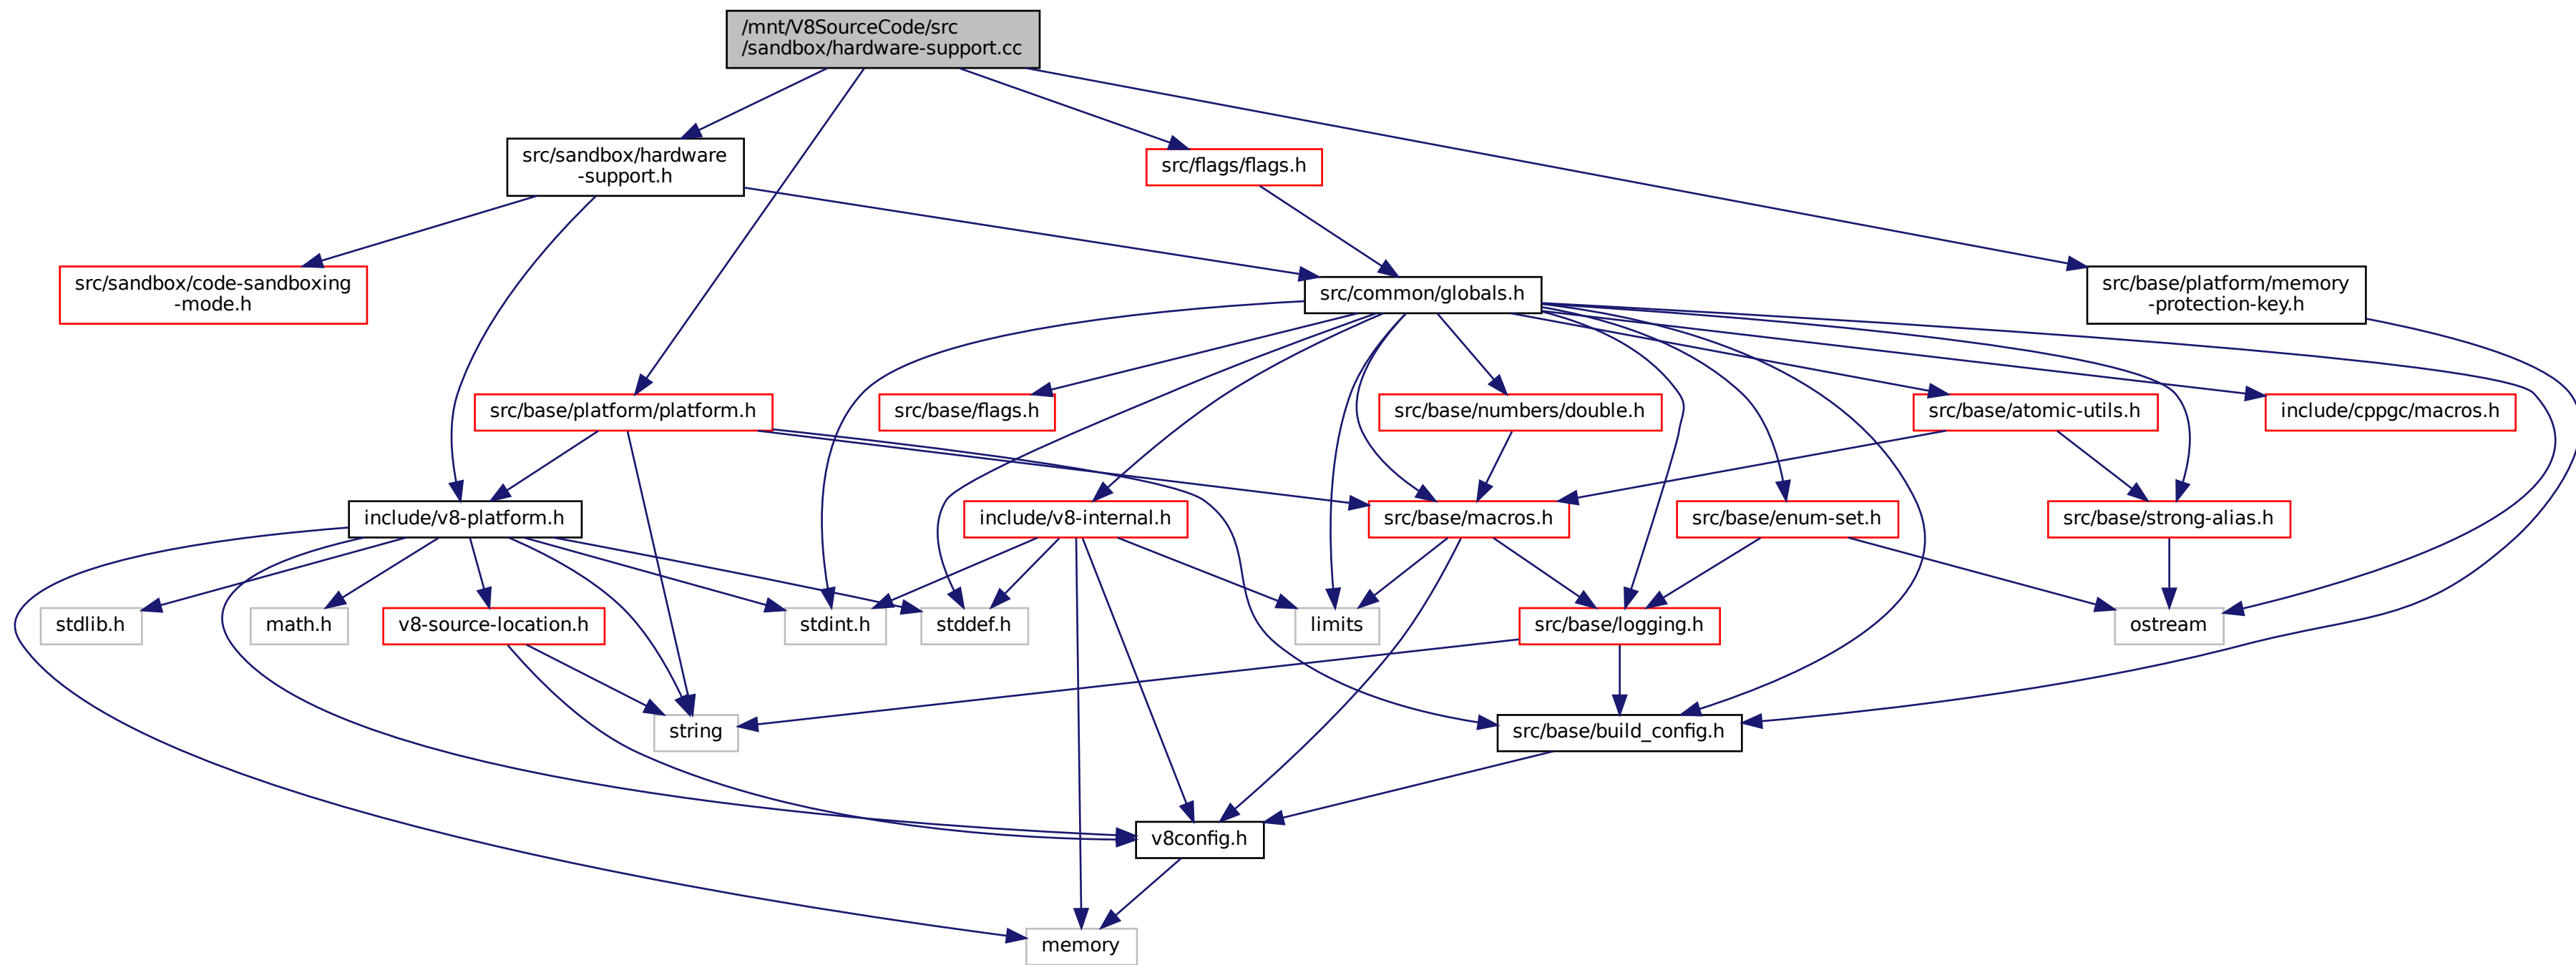 /mnt/V8SourceCode/src
/sandbox/hardware-support.cc
src/sandbox/hardware
-support.h
src/flags/flags.h
src/sandbox/code-sandboxing
-mode.h
src/common/globals.h
src/base/platform/memory
-protection-key.h
src/base/platform/platform.h
src/base/flags.h
src/base/numbers/double.h
src/base/atomic-utils.h
include/cppgc/macros.h
include/v8-platform.h
include/v8-internal.h
src/base/macros.h
src/base/enum-set.h
src/base/strong-alias.h
stdlib.h
math.h
v8-source-location.h
stdint.h
stddef.h
limits
src/base/logging.h
ostream
string
src/base/build_config.h
v8config.h
memory